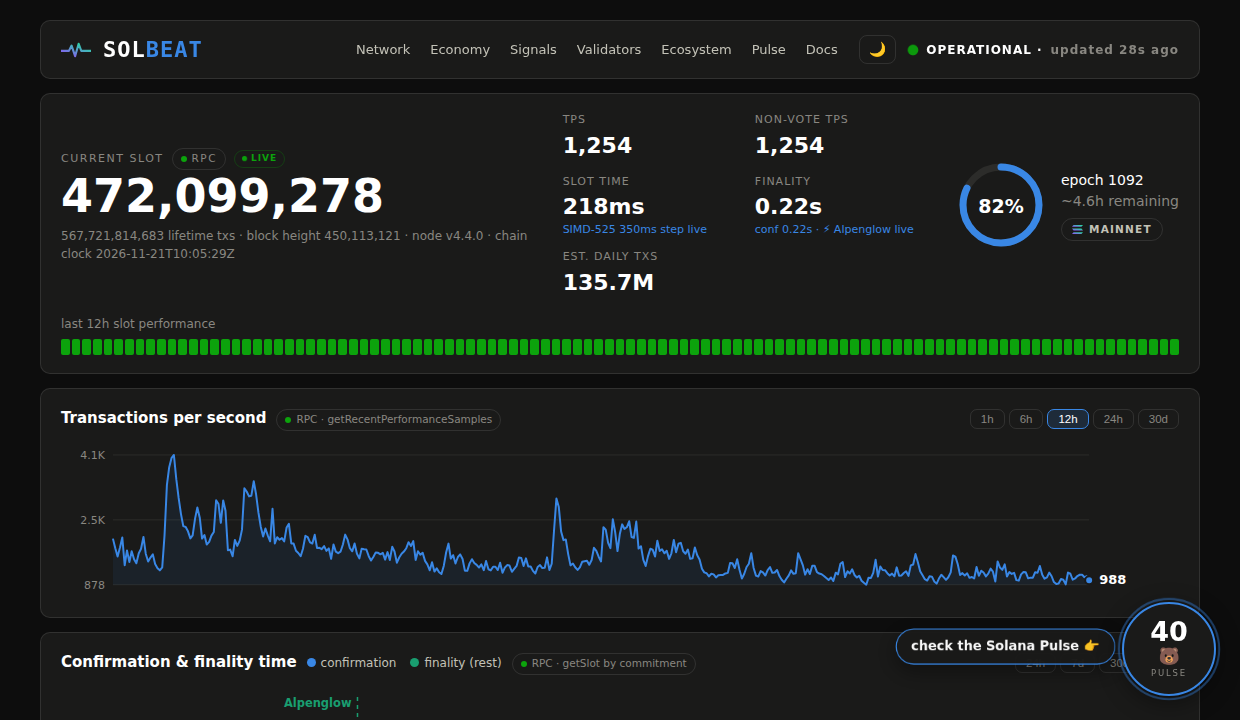 SOLBEAT
Network Economy Signals Validators Ecosystem Pulse Docs
OPERATIONAL · updated 28s ago
CURRENT SLOT RPC LIVE
472,099,278
567,721,814,683 lifetime txs · block height 450,113,121 · node v4.4.0 · chain
clock 2026-11-21T10:05:29Z
TPS
1,254
NON-VOTE TPS
1,254
SLOT TIME
218ms
SIMD-525 350ms step live
FINALITY
0.22s
conf 0.22s · ⚡ Alpenglow live
EST. DAILY TXS
135.7M
82%
epoch 1092
~4.6h remaining
MAINNET
last 12h slot performance
Transactions per second RPC · getRecentPerformanceSamples
1h 6h 12h 24h 30d
4.1K
2.5K
878
988
Confirmation & finality time confirmation finality (rest) RPC · getSlot by commitment
Alpenglow
check the Solana Pulse 👉
40
PULSE